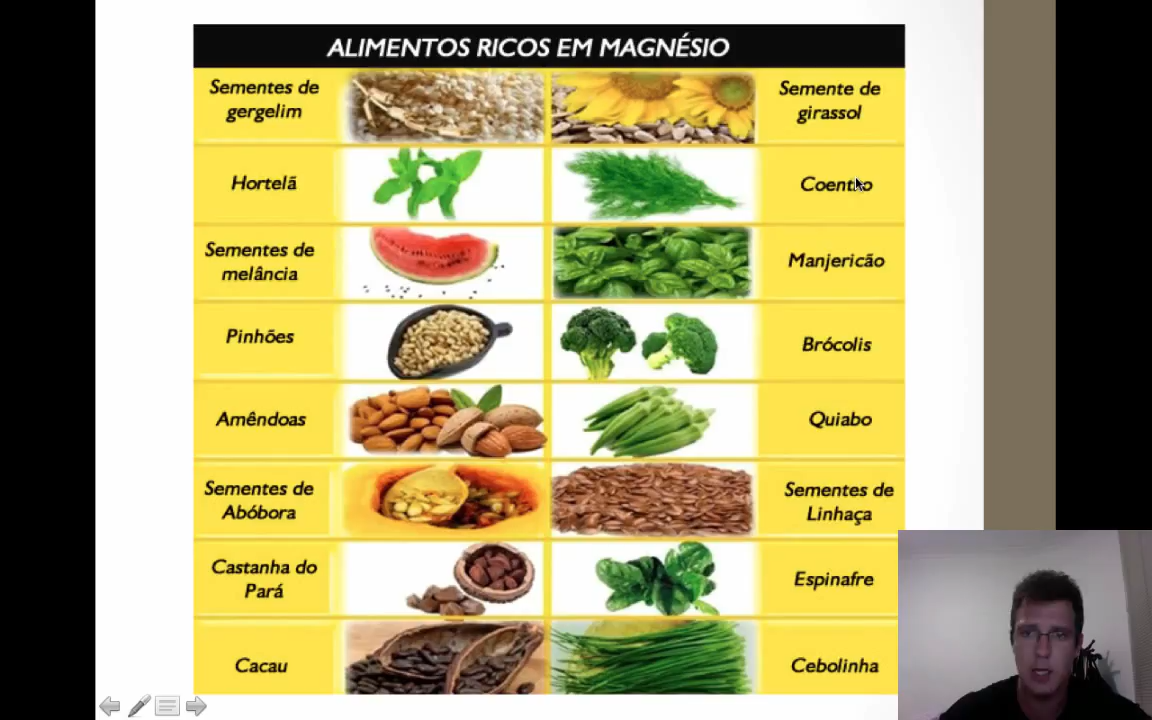 ALIMENTOS RICOS EM MAGNÉSIO
Sementes de
gergelim
Semente de
girassol
Hortelã
Coentro
Sementes de
melância
Manjericão
Pinhões
Brócolis
Amêndoas
Quiabo
Sementes de
Abóbora
Sementes de
Linhaça
Castanha do
Pará
Espinafre
Cacau
Cebolinha